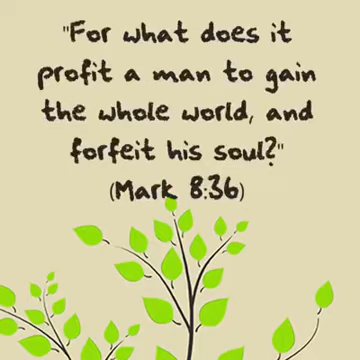 "For what does it
profit a man to gain
the whole world, and
forfeit his soul?"
(Mark 8:36)